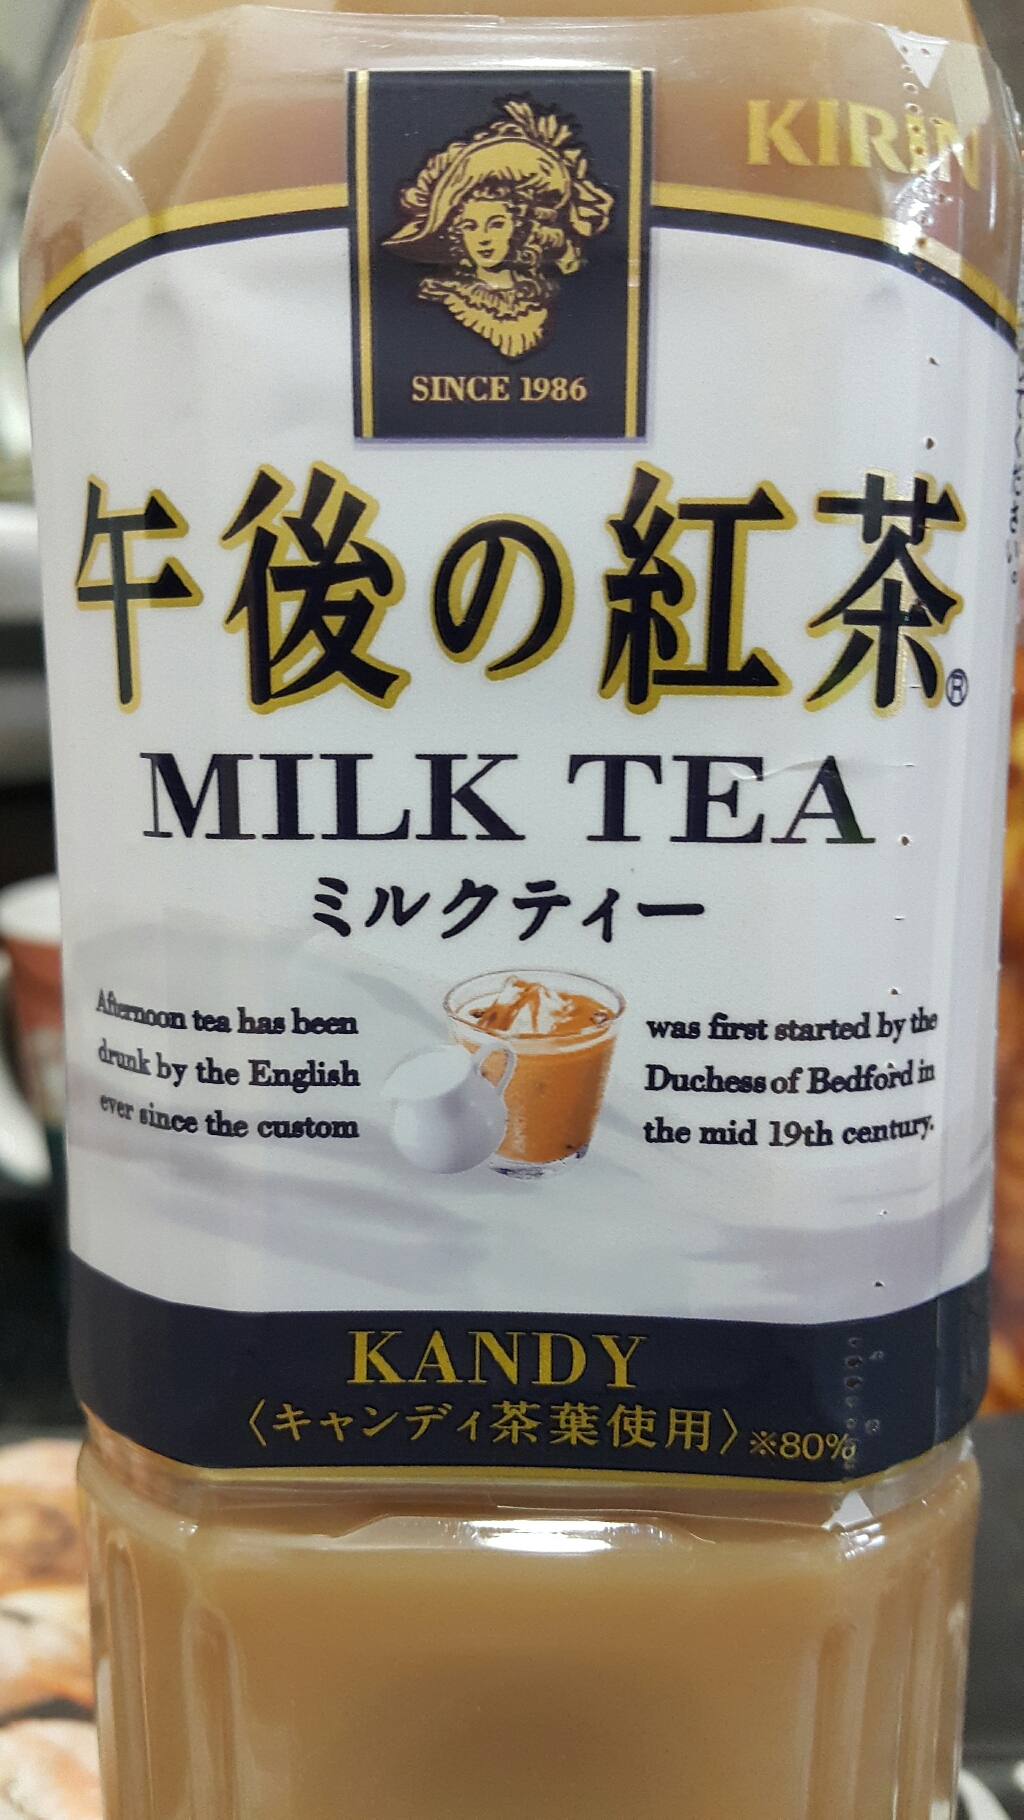 KIRIN
SINCE 1986
午後の紅茶®
MILK TEA
ミルクティー
Afternoon tea has been
drunk by the English
ever since the custom
was first started by the
Duchess of Bedford in
the mid 19th century.
KANDY
〈キャンディ茶葉使用〉※80%